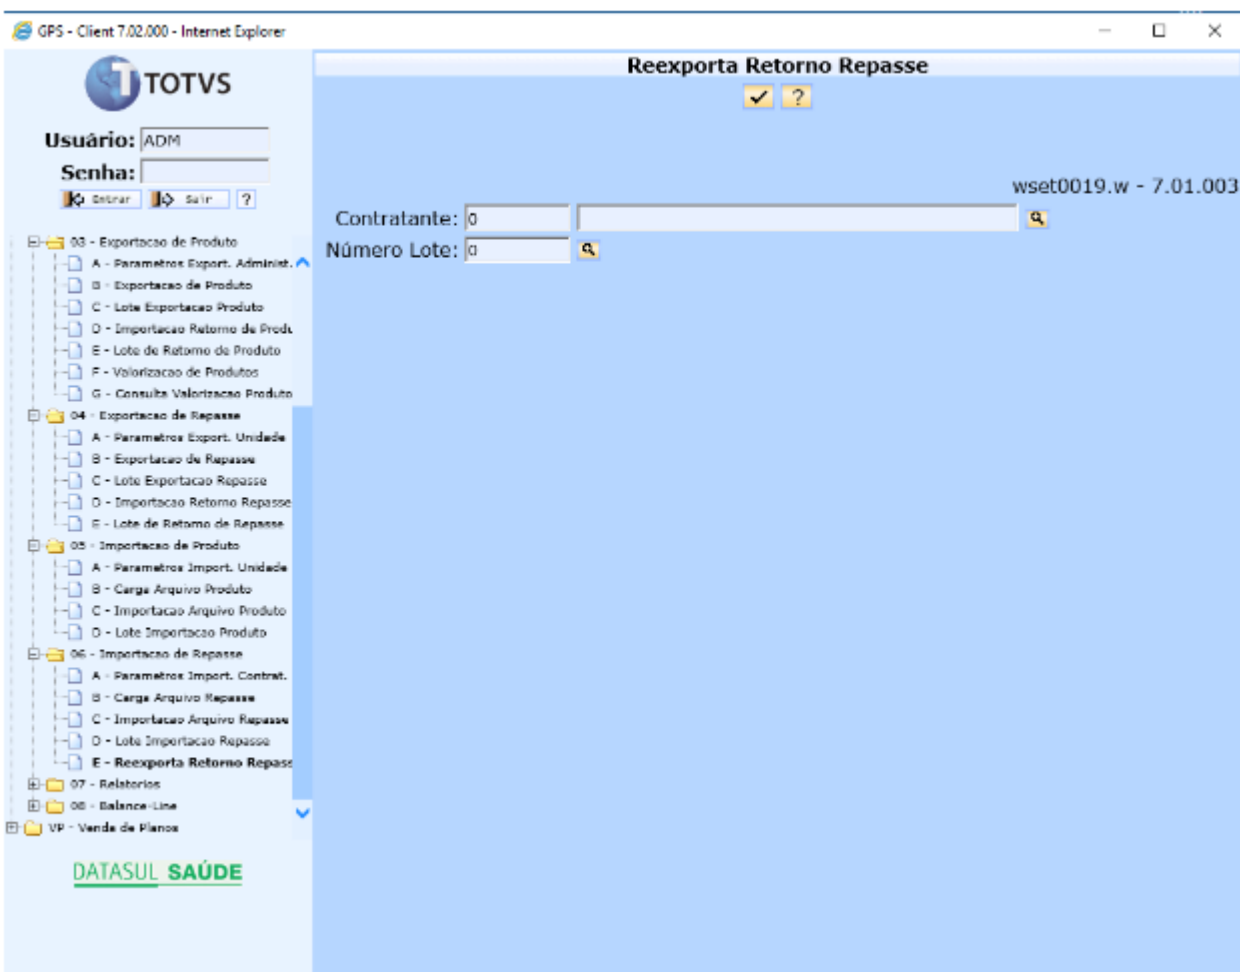 GPS - Client 7.02.000 - Internet Explorer
TOTVS
Usuário: ADM
Senha:
Entrar Sair ?
03 - Exportacao de Produto
A - Parametros Export. Administ.
B - Exportacao de Produto
C - Lote Exportacao Produto
D - Importacao Retorno de Produ
E - Lote de Retorno de Produto
F - Valorizacao de Produtos
G - Consulta Valorizacao Produto
04 - Exportacao de Repasse
A - Parametros Export. Unidade
B - Exportacao de Repasse
C - Lote Exportacao Repasse
D - Importacao Retorno Repasse
E - Lote de Retorno de Repasse
05 - Importacao de Produto
A - Parametros Import. Unidade
B - Carga Arquivo Produto
C - Importacao Arquivo Produto
D - Lote Importacao Produto
06 - Importacao de Repasse
A - Parametros Import. Contrat.
B - Carga Arquivo Repasse
C - Importacao Arquivo Repasse
D - Lote Importacao Repasse
E - Reexporta Retorno Repass
07 - Relatorios
08 - Balance-Line
VP - Venda de Planos
DATASUL SAÚDE
Reexporta Retorno Repasse
?
wset0019.w - 7.01.003
Contratante: 0
Número Lote: 0